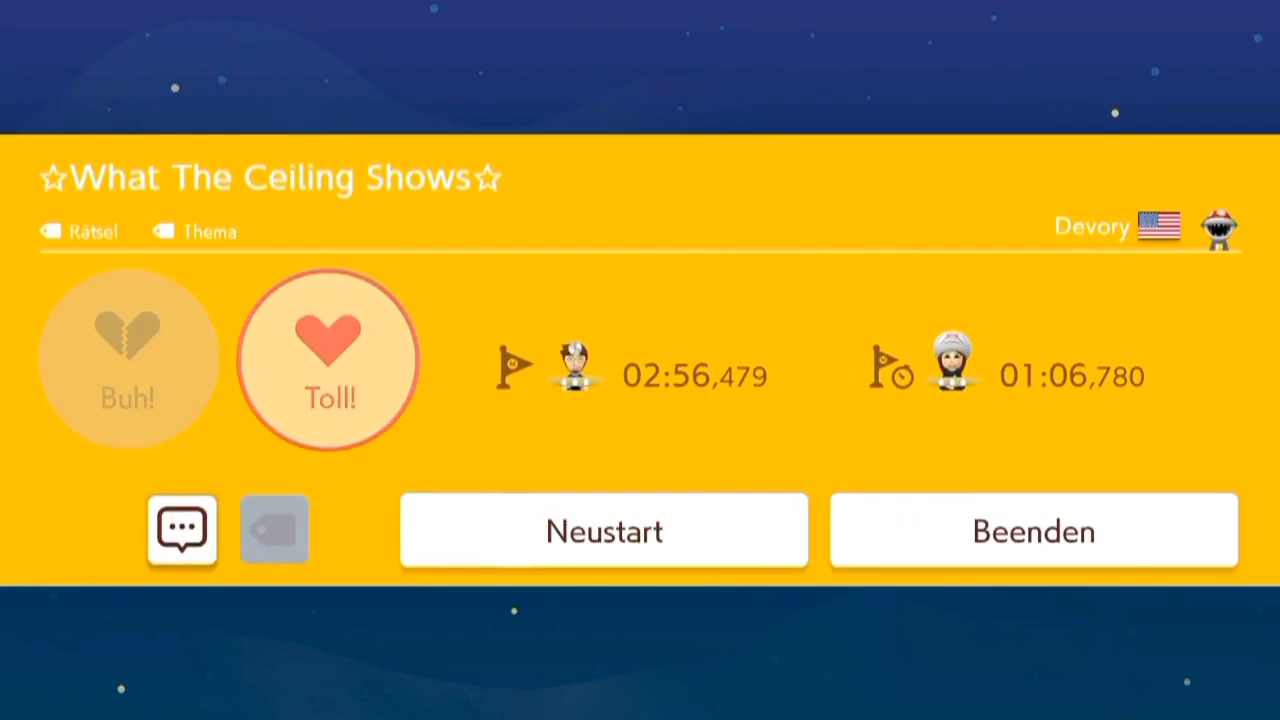 ☆What The Ceiling Shows☆
Rätsel Thema
Devory
Buh!
Toll!
02:56,479
01:06,780
Neustart
Beenden